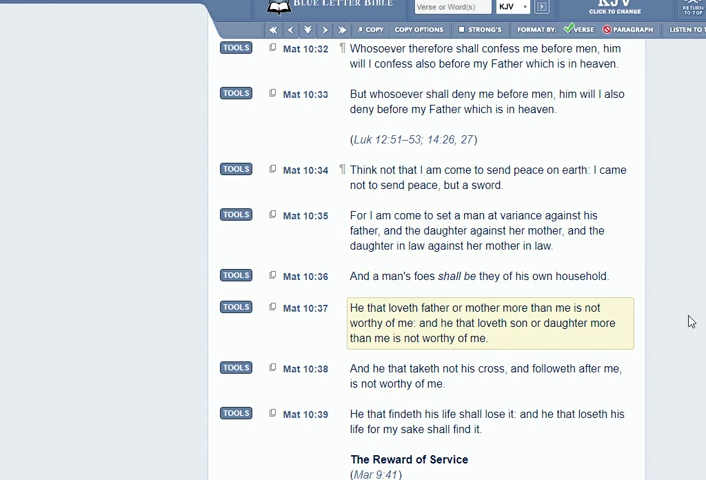 BLUE LETTER BIBLE
Verse or Word(s)
KJV
KJV
CLICK TO CHANGE
RETURN
TO TOP
COPY
COPY OPTIONS
STRONG'S
FORMAT BY:
VERSE
PARAGRAPH
LISTEN TO
TOOLS Mat 10:32 ¶ Whosoever therefore shall confess me before men, him
will I confess also before my Father which is in heaven.
TOOLS Mat 10:33 But whosoever shall deny me before men, him will I also
deny before my Father which is in heaven.
(Luk 12:51–53; 14:26, 27)
TOOLS Mat 10:34 ¶ Think not that I am come to send peace on earth: I came
not to send peace, but a sword.
TOOLS Mat 10:35 For I am come to set a man at variance against his
father, and the daughter against her mother, and the
daughter in law against her mother in law.
TOOLS Mat 10:36 And a man's foes shall be they of his own household.
TOOLS Mat 10:37 He that loveth father or mother more than me is not
worthy of me: and he that loveth son or daughter more
than me is not worthy of me.
TOOLS Mat 10:38 And he that taketh not his cross, and followeth after me,
is not worthy of me.
TOOLS Mat 10:39 He that findeth his life shall lose it: and he that loseth his
life for my sake shall find it.
The Reward of Service
(Mar 9:41)